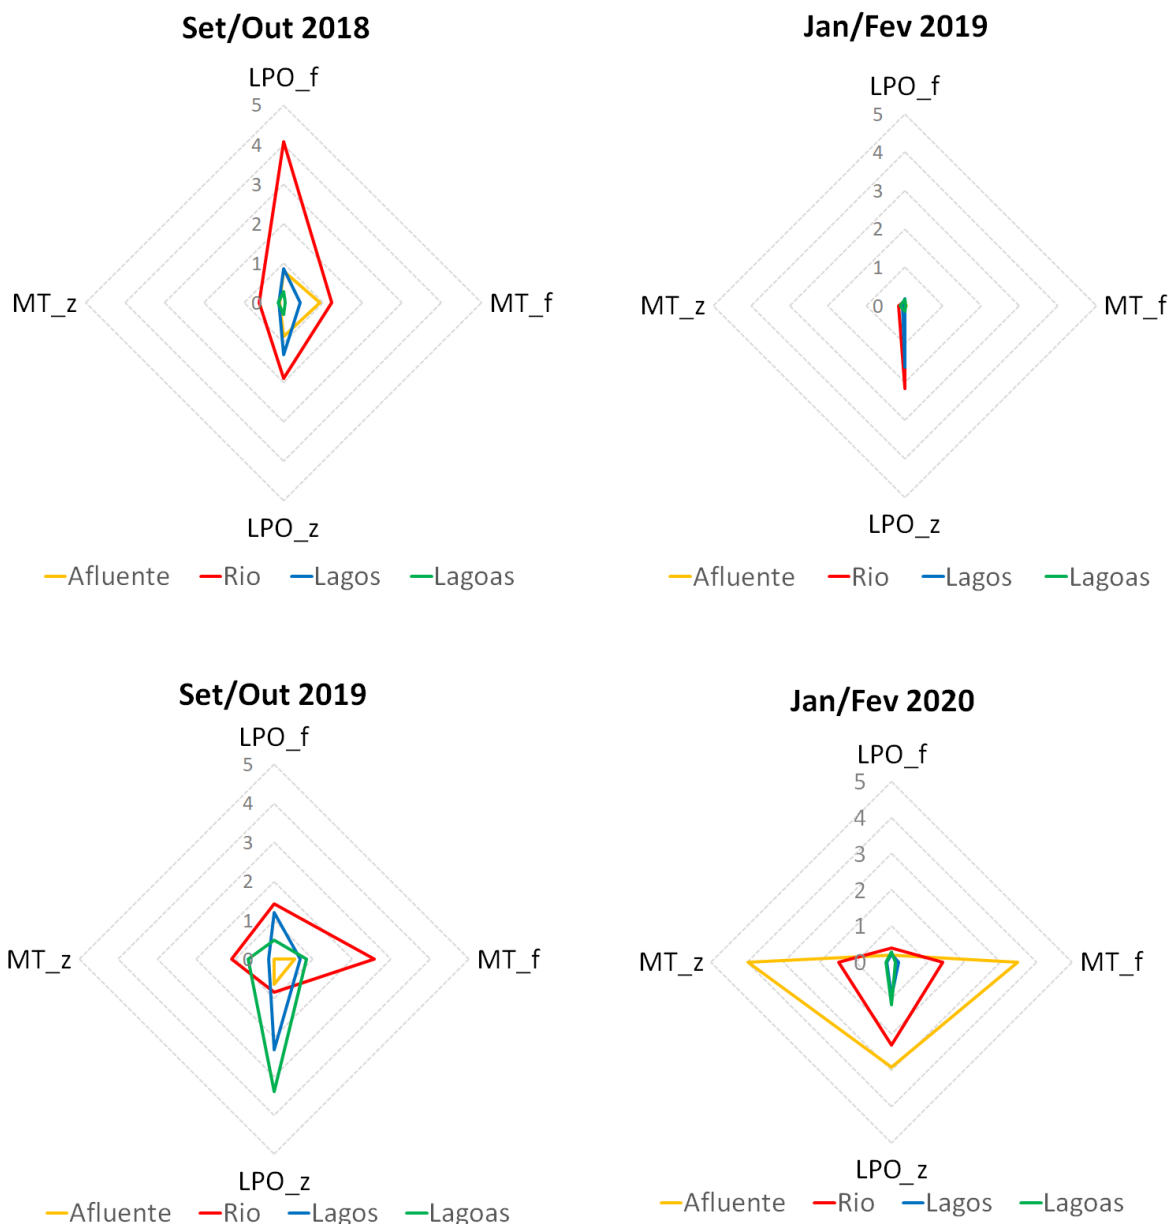 Set/Out 2018
LPO_f
5
4
3
2
1
0
MT_z
MT_f
LPO_z
Afluente Rio Lagos Lagoas
Jan/Fev 2019
LPO_f
5
4
3
2
1
0
MT_z
MT_f
LPO_z
Afluente Rio Lagos Lagoas
Set/Out 2019
LPO_f
5
4
3
2
1
0
MT_z
MT_f
LPO_z
Afluente Rio Lagos Lagoas
Jan/Fev 2020
LPO_f
5
4
3
2
1
0
MT_z
MT_f
LPO_z
Afluente Rio Lagos Lagoas